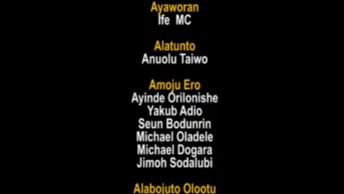 Ayaworan
Ife MC
Alatunto
Anuolu Taiwo
Amoju Ero
Ayinde Orilonishe
Yakub Adio
Seun Bodunrin
Michael Oladele
Michael Dogara
Jimoh Sodalubi
Alabojuto Olootu